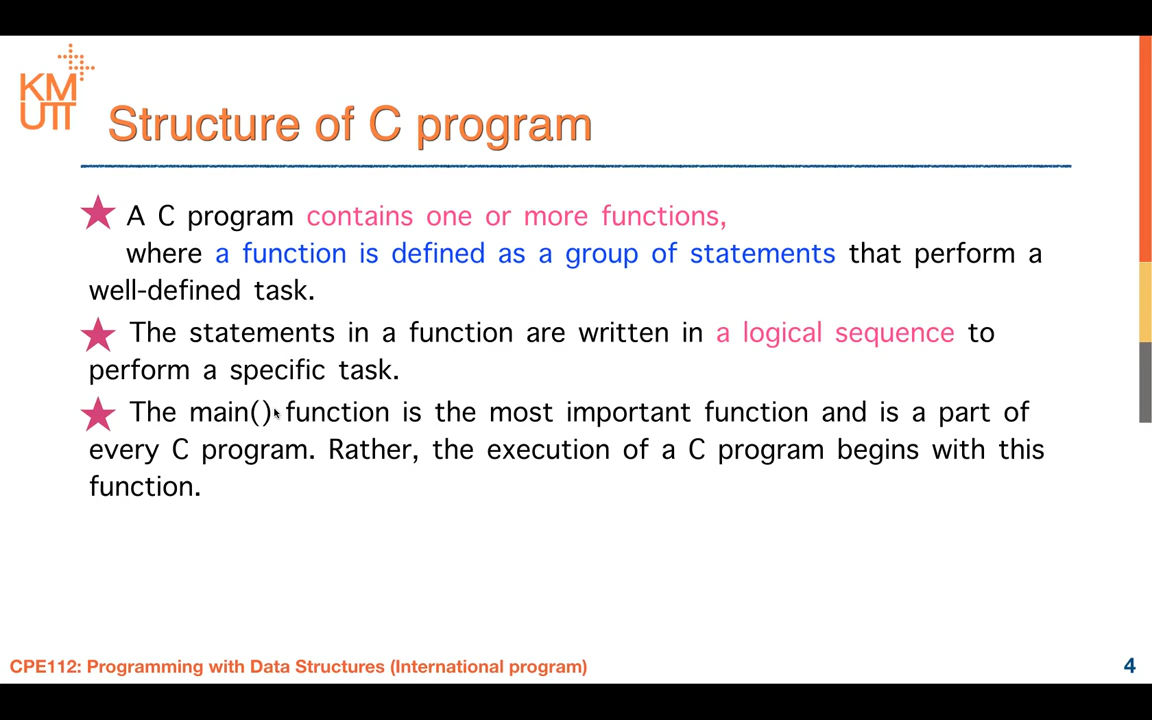 KM
UTT
Structure of C program
A C program contains one or more functions,
where a function is defined as a group of statements that perform a
well-defined task.
The statements in a function are written in a logical sequence to
perform a specific task.
The main() function is the most important function and is a part of
every C program. Rather, the execution of a C program begins with this
function.
CPE112: Programming with Data Structures (International program)
4